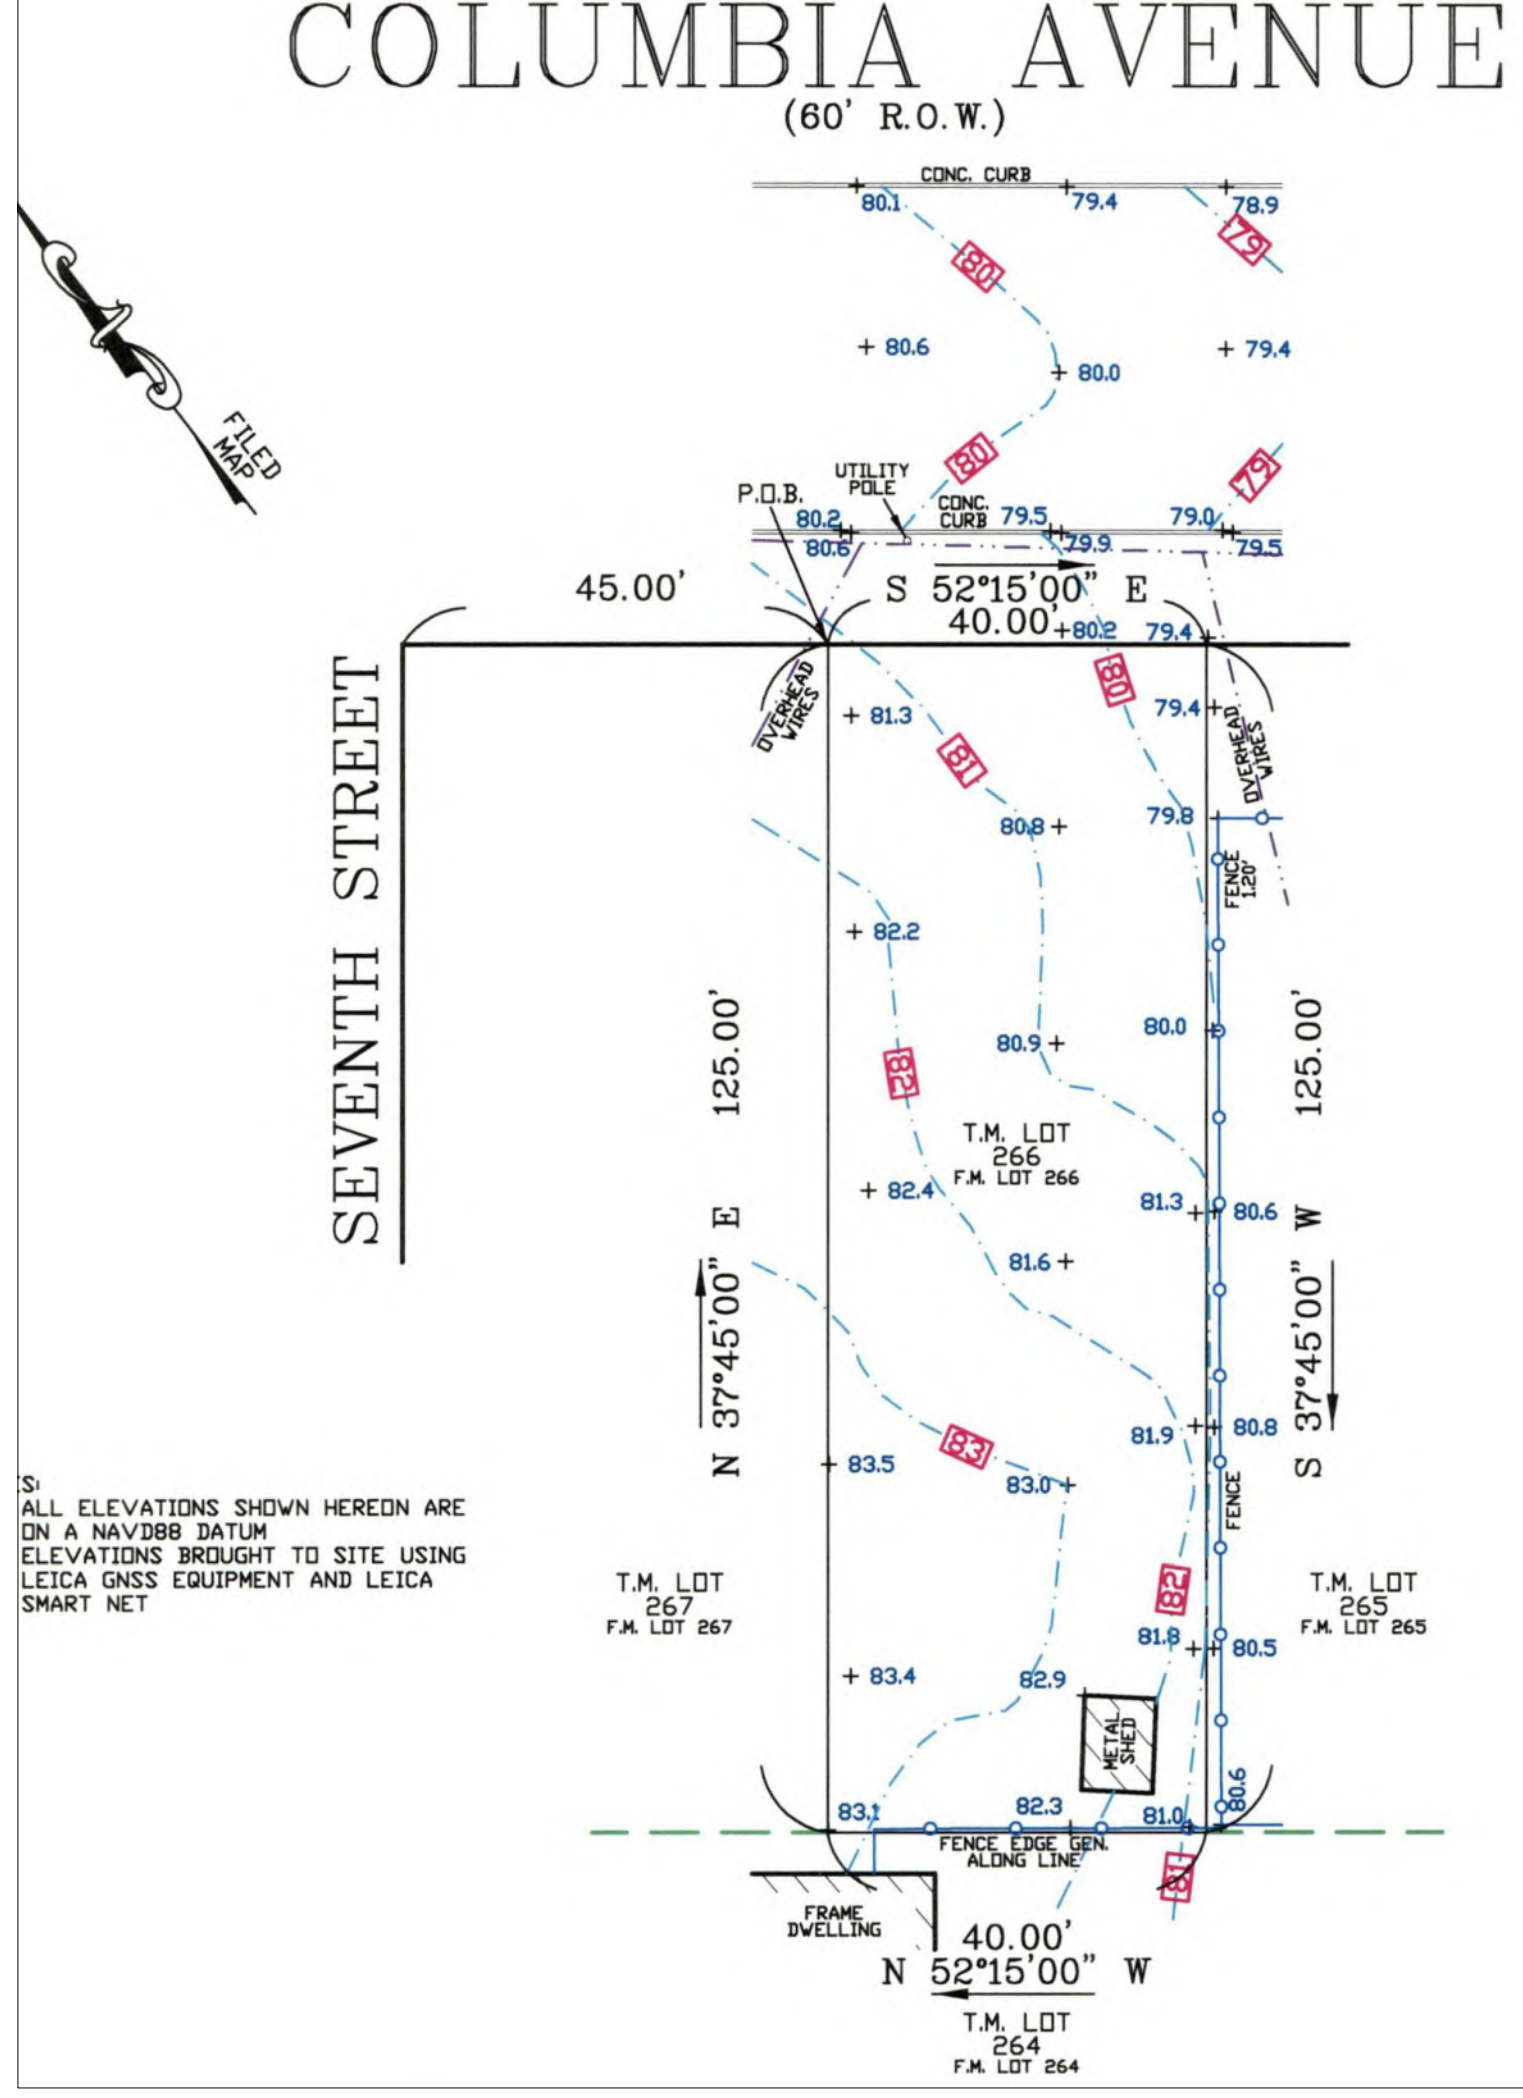 COLUMBIA AVENUE
(60' R.O.W.)
CONC. CURB
80.1
79.4
78.9
80
79
80.6
79.4
80.0
FILED
MAP
80
79
UTILITY
POLE
P.O.B.
CONC.
CURB
80.2
79.5
79.0
80.6
79.9
79.5
45.00'
S 52°15'00" E
40.00'
80.2
79.4
OVERHEAD
WIRES
80
81.3
79.4
OVERHEAD
WIRES
81
80.8
79.8
FENCE
1.20'
SEVENTH STREET
82.2
N 37°45'00" E 125.00'
S 37°45'00" W 125.00'
80.9
80.0
82
T.M. LOT
266
F.M. LOT 266
82.4
81.3
80.6
81.6
83
81.9
80.8
83.5
83.0
FENCE
S:
ALL ELEVATIONS SHOWN HEREON ARE
ON A NAVD88 DATUM
ELEVATIONS BROUGHT TO SITE USING
LEICA GNSS EQUIPMENT AND LEICA
SMART NET
T.M. LOT
267
F.M. LOT 267
82
T.M. LOT
265
F.M. LOT 265
81.8
80.5
83.4
82.9
METAL
SHED
83.1
82.3
81.0
80.6
FENCE EDGE GEN.
ALONG LINE
81
FRAME
DWELLING
40.00'
N 52°15'00" W
T.M. LOT
264
F.M. LOT 264